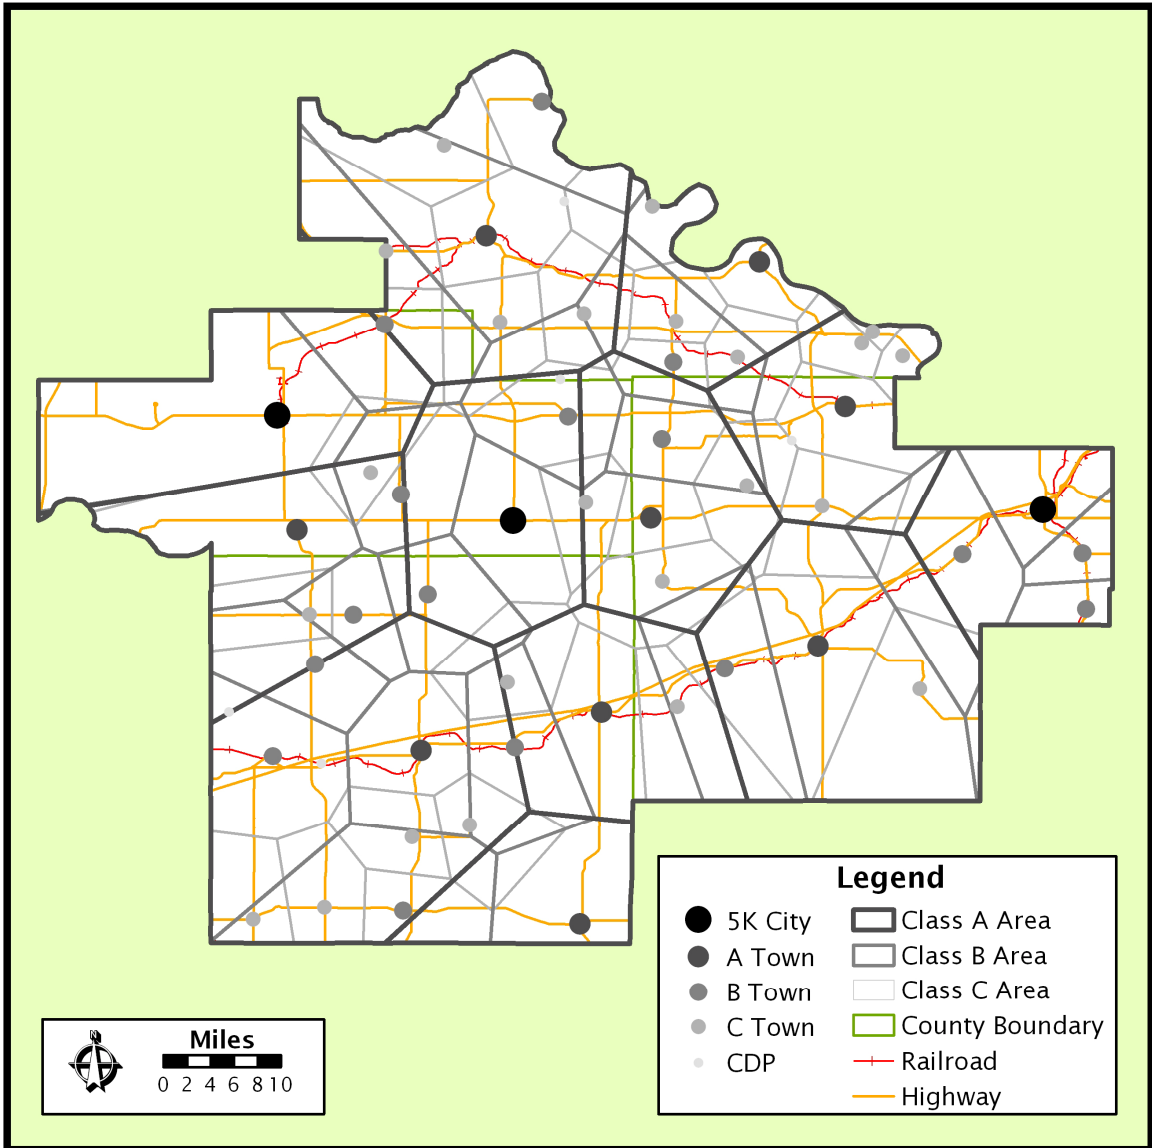 Legend
5K City
A Town
B Town
C Town
CDP
Class A Area
Class B Area
Class C Area
County Boundary
Railroad
Highway
N
Miles
0 2 4 6 8 10